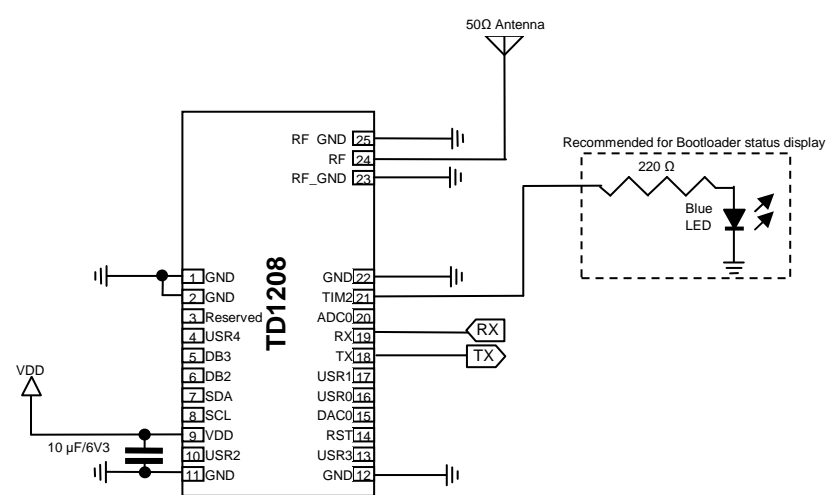 50Ω Antenna
RF GND 25
RF 24
RF_GND 23
Recommended for Bootloader status display
220 Ω
Blue
LED
TD1208
1 GND
2 GND
3 Reserved
4 USR4
5 DB3
6 DB2
7 SDA
8 SCL
9 VDD
10 USR2
11 GND
GND 22
TIM2 21
ADC0 20
RX 19
TX 18
USR1 17
USR0 16
DAC0 15
RST 14
USR3 13
GND 12
RX
TX
VDD
10 µF/6V3